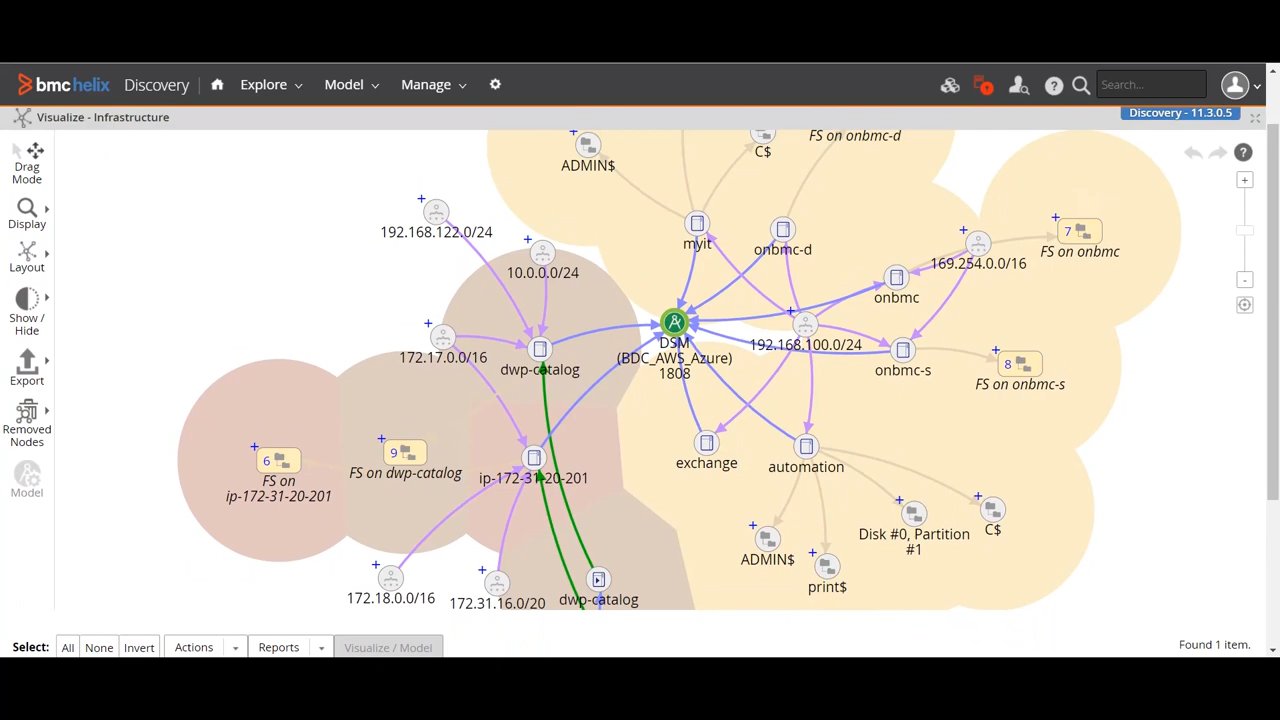 bmchelix Discovery Explore Model Manage Search...
Visualize - Infrastructure
Discovery - 11.3.0.5
Drag
Mode
Display
Layout
Show /
Hide
Export
Removed
Nodes
Model
ADMIN$
C$
FS on onbmc-d
192.168.122.0/24
10.0.0.0/24
myit
onbmc-d
169.254.0.0/16
7
FS on onbmc
onbmc
172.17.0.0/16
dwp-catalog
DSM
(BDC_AWS_Azure)
1808
192.168.100.0/24
onbmc-s
8
FS on onbmc-s
6
FS on
ip-172-31-20-201
9
FS on dwp-catalog
ip-172-31-20-201
exchange
automation
ADMIN$
print$
Disk #0, Partition
#1
C$
172.18.0.0/16
172.31.16.0/20
dwp-catalog
Select: All None Invert Actions Reports Visualize / Model
Found 1 item.